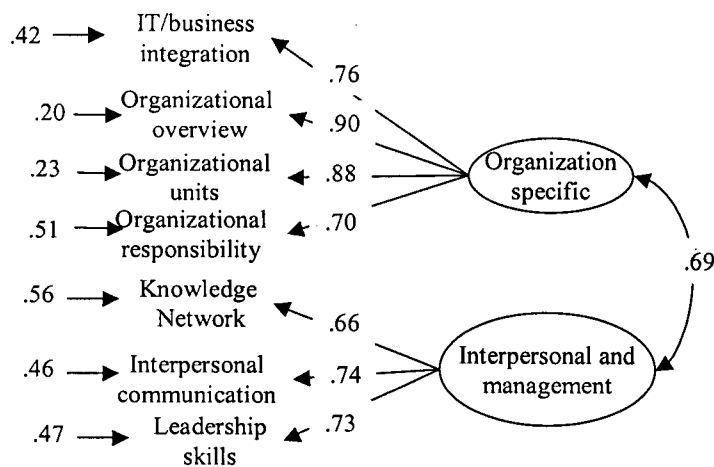 IT/business
integration
.42
.76
Organizational
overview
.20
.90
Organizational
units
.23
.88
Organizational
responsibility
.51
.70
Organization
specific
.69
Knowledge
Network
.56
.66
Interpersonal
communication
.46
.74
Leadership
skills
.47
.73
Interpersonal and
management